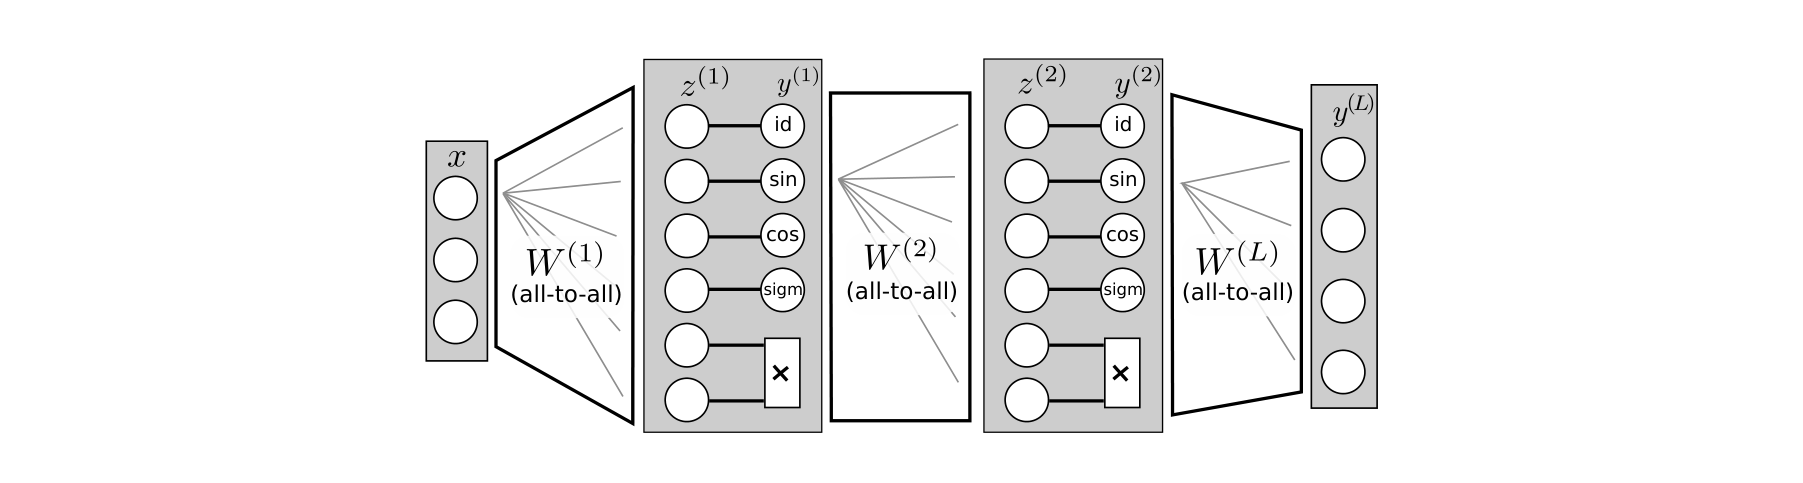 x
W^(1)
(all-to-all)
z^(1) y^(1)
id
sin
cos
sigm
×
W^(2)
(all-to-all)
z^(2) y^(2)
id
sin
cos
sigm
×
W^(L)
(all-to-all)
y^(L)